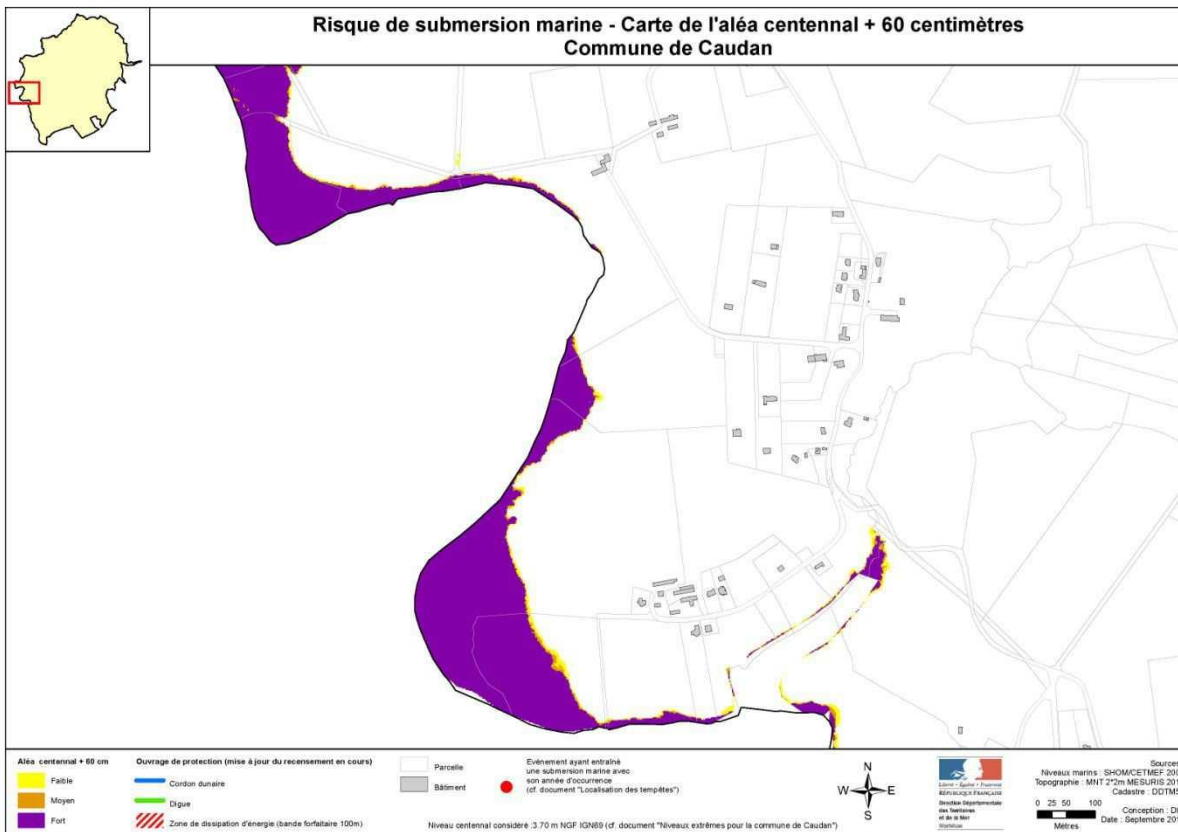 Risque de submersion marine - Carte de l'aléa centennal + 60 centimètres
Commune de Caudan
Aléa centennal + 60 cm
Faible
Moyen
Fort
Ouvrage de protection (mise à jour du recensement en cours)
Cordon dunaire
Digue
Zone de dissipation d'énergie (bande forfaitaire 100m)
Parcelle
Bâtiment
Evènement ayant entraîné
une submersion marine avec
son année d'occurrence
(cf. document "Localisation des tempêtes")
Niveau centennal considéré :3.70 m NGF IGN69 (cf. document "Niveaux extrêmes pour la commune de Caudan")
N
W
E
S
Liberté • Égalité • Fraternité
RÉPUBLIQUE FRANÇAISE
Direction Départementale
des Territoires
et de la Mer
Morbihan
0 25 50 100
Mètres
Sources
Niveaux marins : SHOM/CETMEF
Topographie : MNT 2*2m MESURIS
Cadastre :
Conception :
Date : Septembre